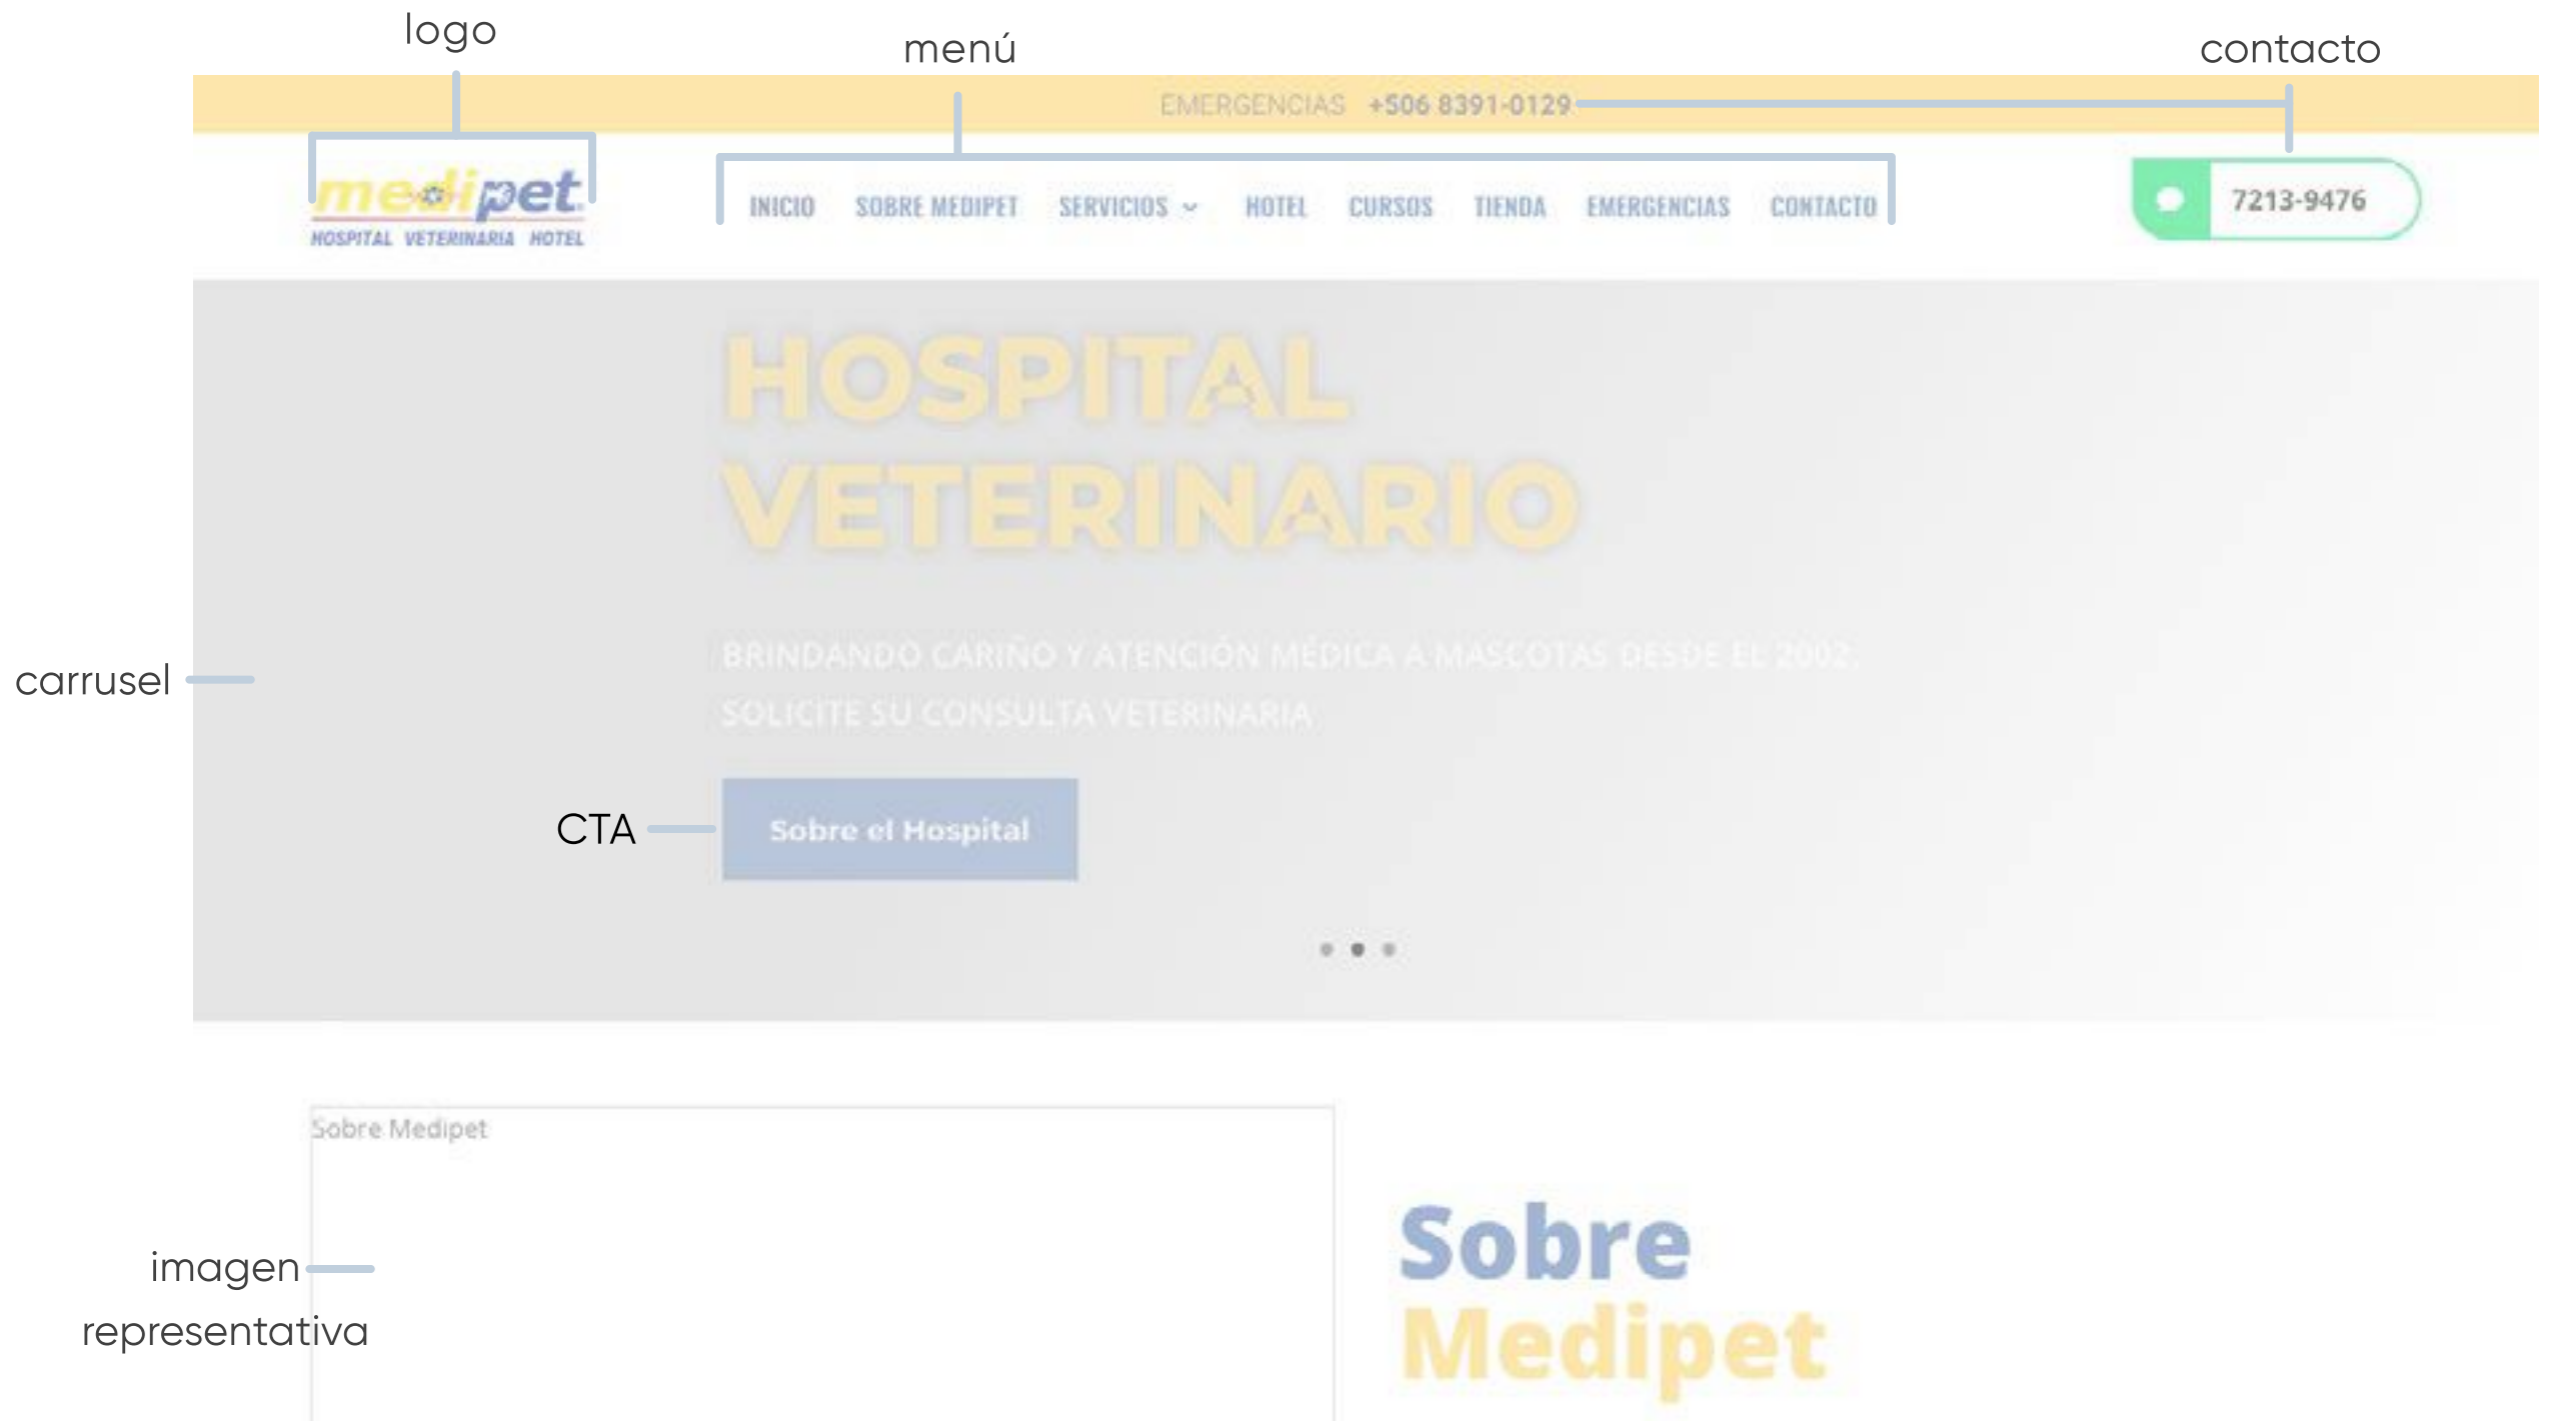 logo
menú
contacto
EMERGENCIAS +506 8391-0129
medipet
HOSPITAL VETERINARIA HOTEL
INICIO SOBRE MEDIPET SERVICIOS HOTEL CURSOS TIENDA EMERGENCIAS CONTACTO
7213-9476
HOSPITAL
VETERINARIO
BRINDANDO CARIÑO Y ATENCIÓN MÉDICA A MASCOTAS DESDE EL 2002.
SOLICITE SU CONSULTA VETERINARIA
carrusel
CTA
Sobre el Hospital
Sobre Medipet
imagen
representativa
Sobre
Medipet